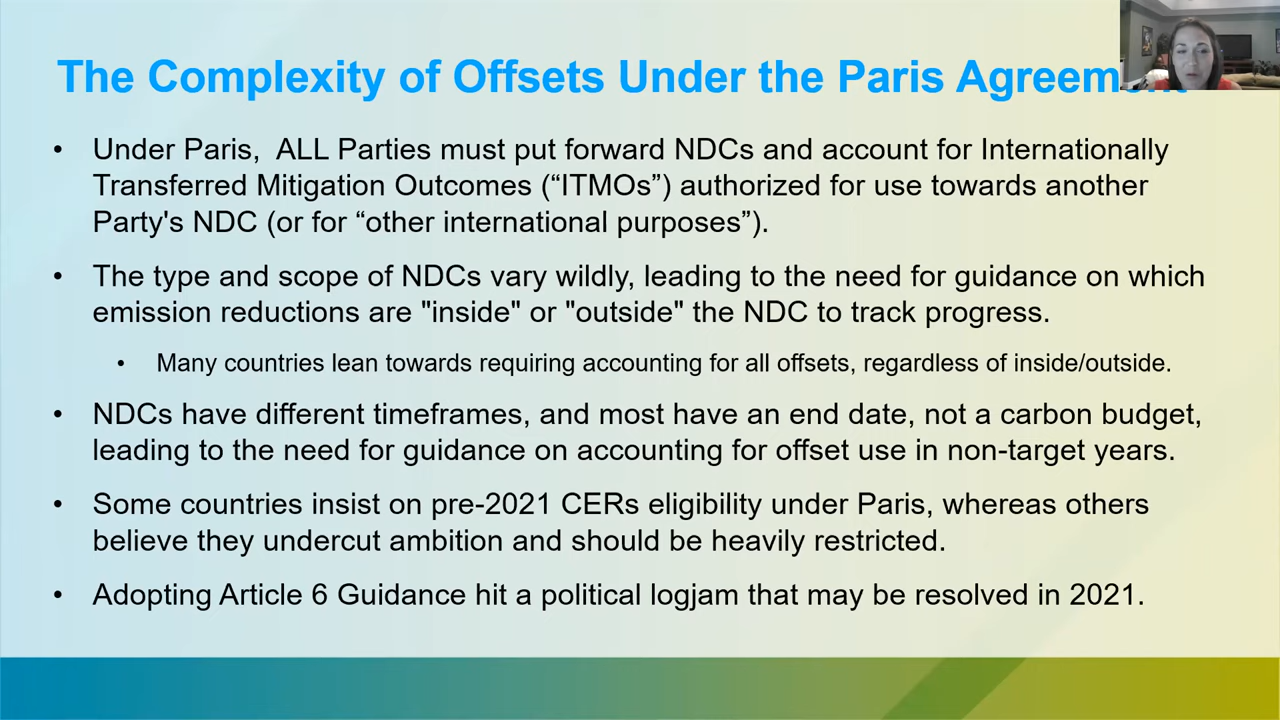 The Complexity of Offsets Under the Paris Agreement
• Under Paris,  ALL Parties must put forward NDCs and account for Internationally
Transferred Mitigation Outcomes (“ITMOs”) authorized for use towards another
Party's NDC (or for “other international purposes”).
• The type and scope of NDCs vary wildly, leading to the need for guidance on which
emission reductions are "inside" or "outside" the NDC to track progress.
• Many countries lean towards requiring accounting for all offsets, regardless of inside/outside.
• NDCs have different timeframes, and most have an end date, not a carbon budget,
leading to the need for guidance on accounting for offset use in non-target years.
• Some countries insist on pre-2021 CERs eligibility under Paris, whereas others
believe they undercut ambition and should be heavily restricted.
• Adopting Article 6 Guidance hit a political logjam that may be resolved in 2021.